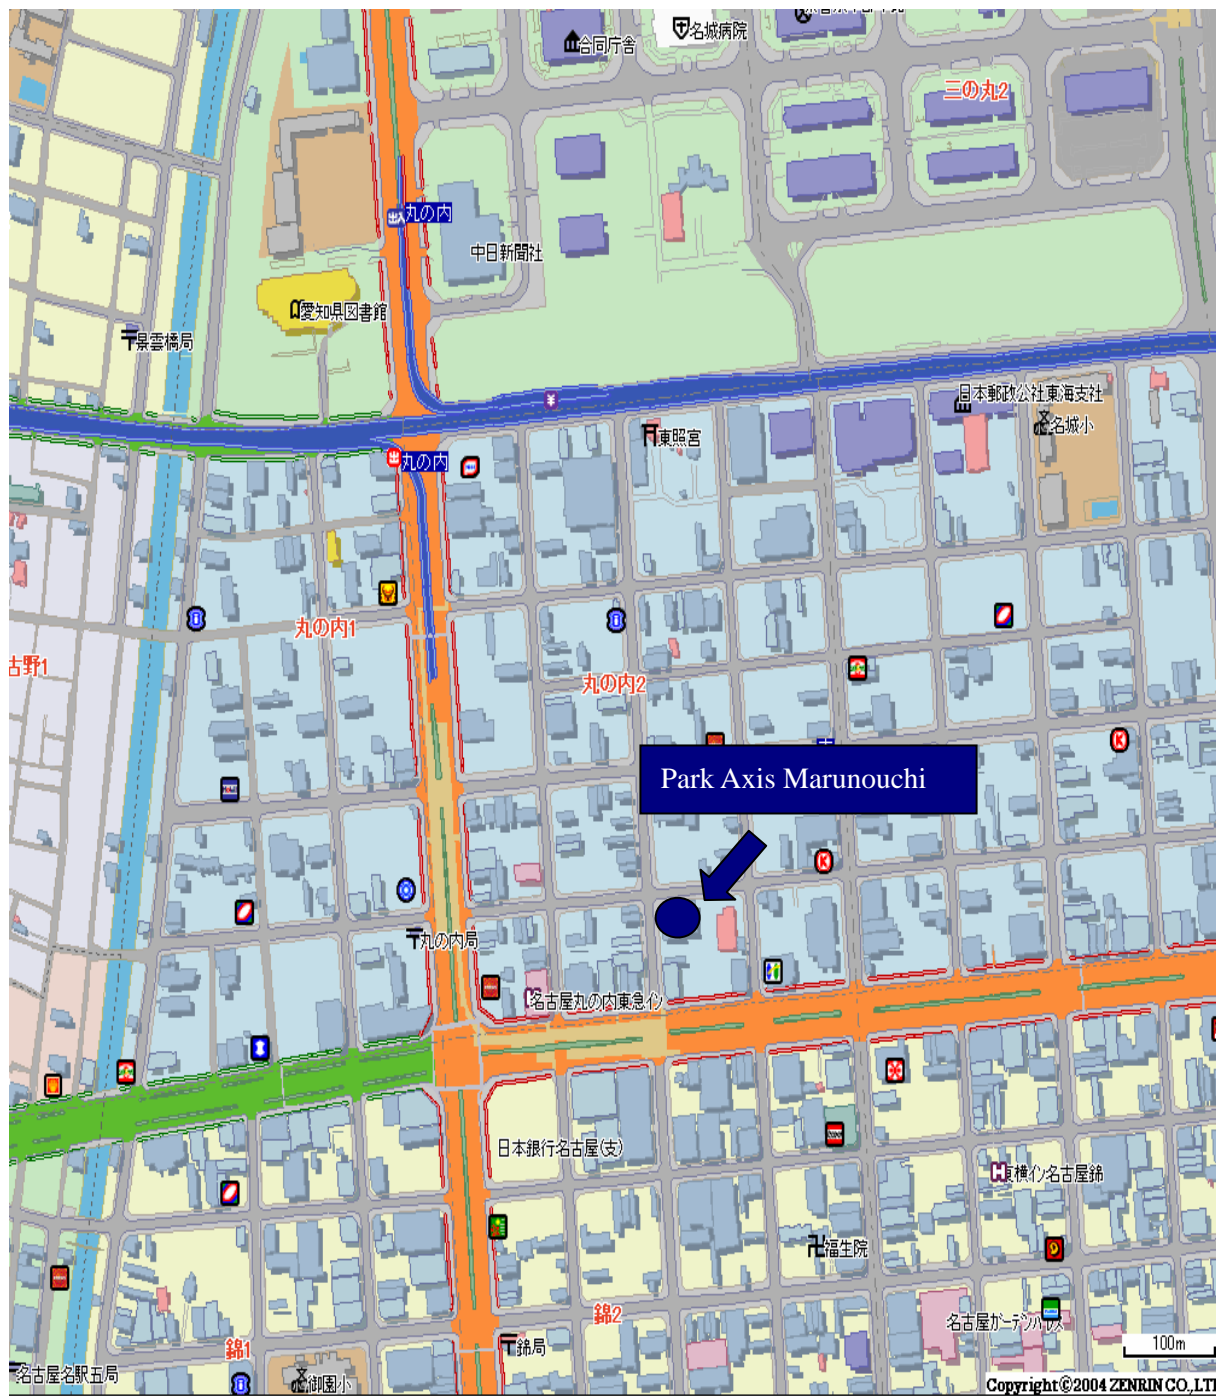 名城病院
合同庁舎
三の丸2
丸の内
中日新聞社
愛知県図書館
景雲橋局
日本郵政公社東海支社
名城小
東照宮
丸の内
丸の内1
古野1
丸の内2
Park Axis Marunouchi
丸の内局
名古屋丸の内東急イン
日本銀行名古屋(支)
東横イン名古屋錦
福生院
錦2
名古屋ガーデンパレス
錦1
錦局
100m
名古屋名駅五局
御園小
Copyright©2004 ZENRIN CO.,LT